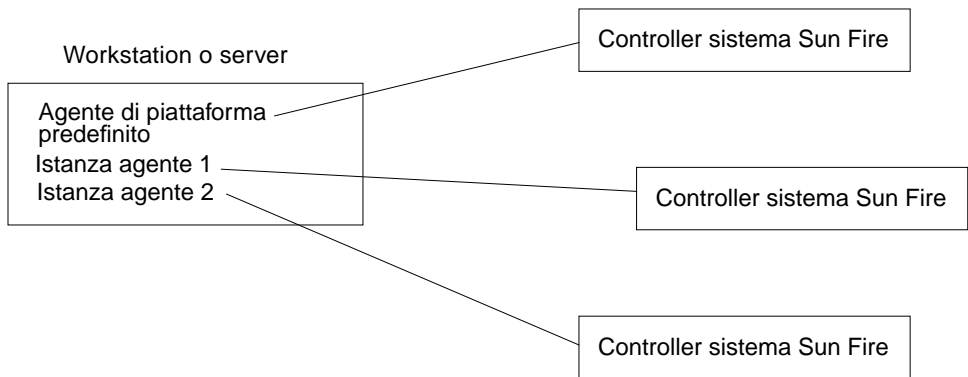 Controller sistema Sun Fire
Workstation o server
Agente di piattaforma
predefinito
Istanza agente 1
Istanza agente 2
Controller sistema Sun Fire
Controller sistema Sun Fire